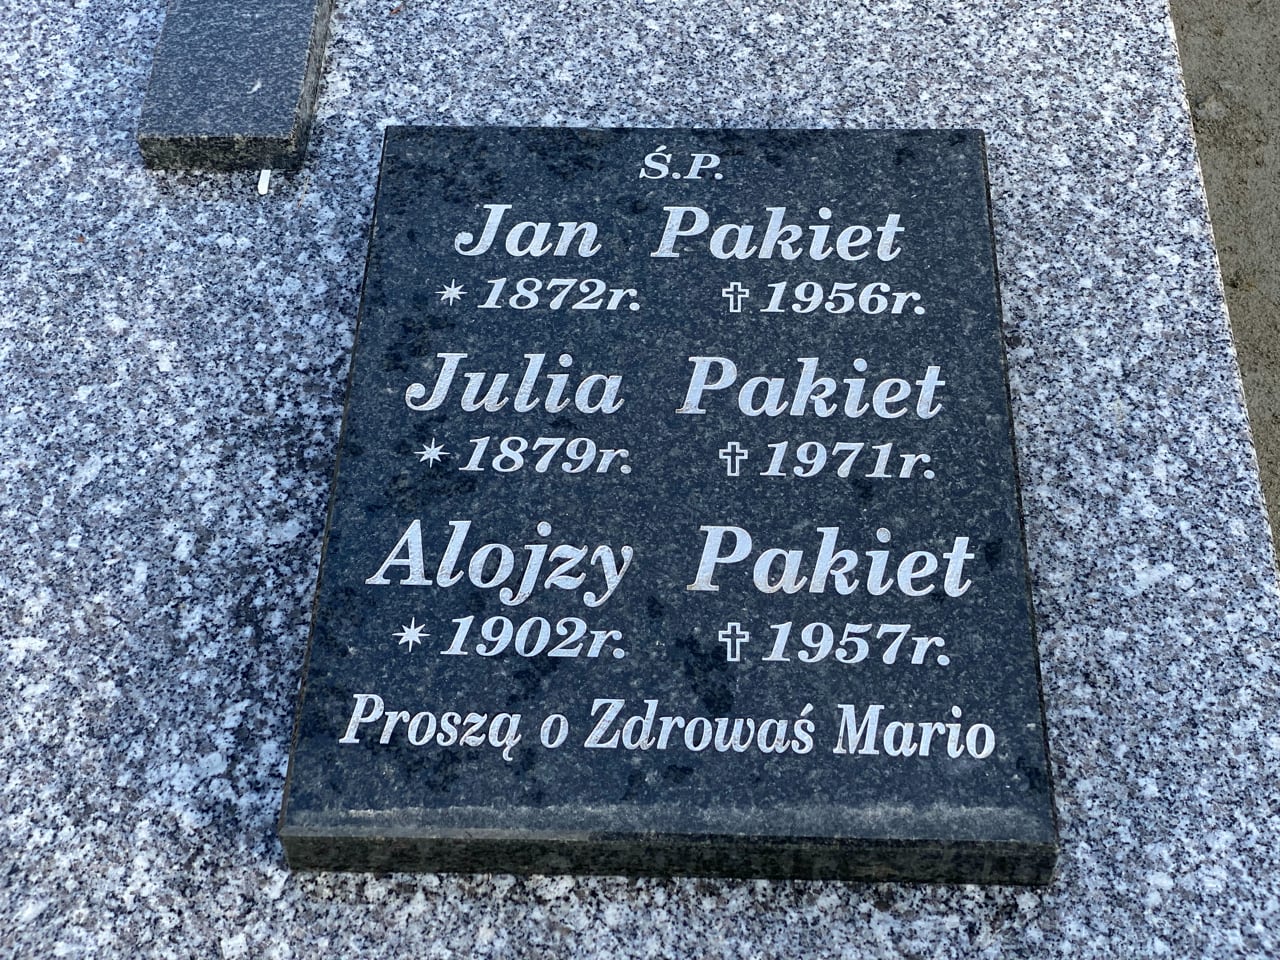 Ś.P.
Jan Pakiet
* 1872r. ✝ 1956r.
Julia Pakiet
* 1879r. ✝ 1971r.
Alojzy Pakiet
* 1902r. ✝ 1957r.
Proszą o Zdrowaś Mario